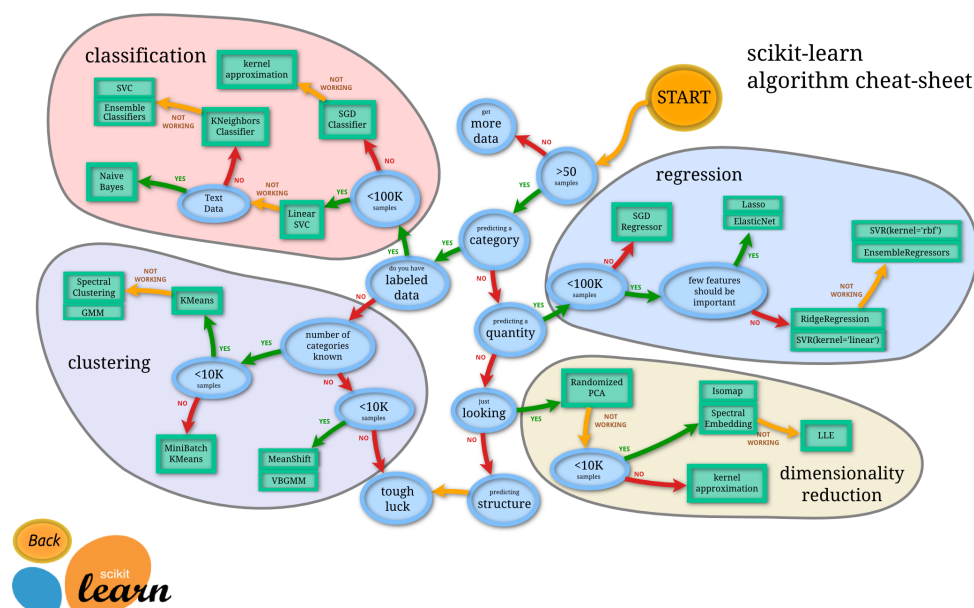 scikit-learn
algorithm cheat-sheet
START
classification
kernel
approximation
NOT
WORKING
SVC
Ensemble
Classifiers
NOT
WORKING
KNeighbors
Classifier
SGD
Classifier
NO
NO
YES
Naive
Bayes
YES
Text
Data
NOT
WORKING
Linear
SVC
YES
<100K
samples
get
more
data
NO
>50
samples
YES
predicting a
category
YES
NO
do you have
labeled
data
NO
predicting a
quantity
YES
NO
regression
SGD
Regressor
NO
<100K
samples
YES
few features
should be
important
Lasso
ElasticNet
YES
NO
SVR(kernel='rbf')
EnsembleRegressors
NOT
WORKING
RidgeRegression
SVR(kernel='linear')
clustering
Spectral
Clustering
GMM
NOT
WORKING
KMeans
YES
<10K
samples
NO
MiniBatch
KMeans
number of
categories
known
YES
NO
<10K
samples
YES
NO
MeanShift
VBGMM
tough
luck
just
looking
YES
NO
predicting
structure
Randomized
PCA
NOT
WORKING
<10K
samples
YES
NO
Isomap
Spectral
Embedding
NOT
WORKING
LLE
kernel
approximation
dimensionality
reduction
Back
scikit
learn